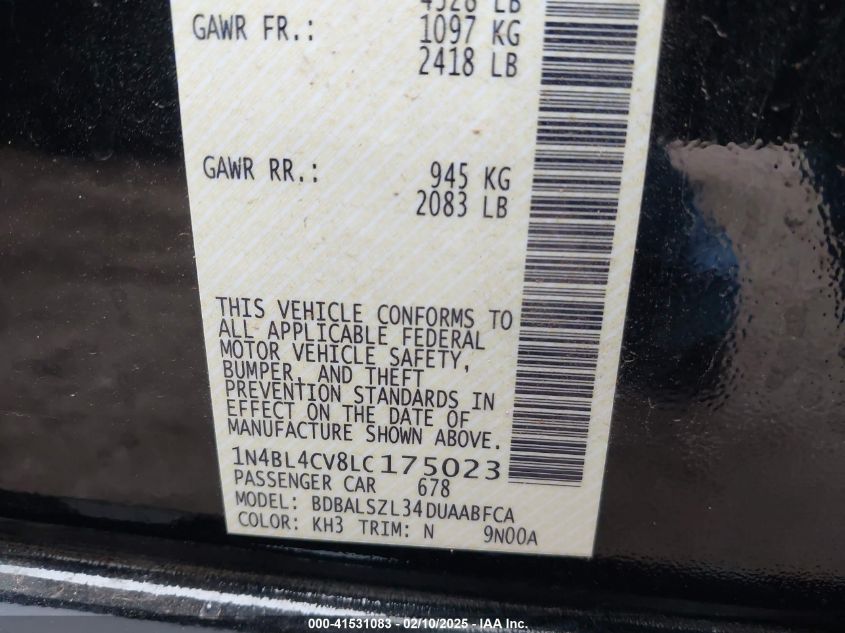 4528 LB
GAWR FR.: 1097 KG
2418 LB
GAWR RR.: 945 KG
2083 LB
THIS VEHICLE CONFORMS TO
ALL APPLICABLE FEDERAL
MOTOR VEHICLE SAFETY,
BUMPER, AND THEFT
PREVENTION STANDARDS IN
EFFECT ON THE DATE OF
MANUFACTURE SHOWN ABOVE.
1N4BL4CV8LC175023
PASSENGER CAR 678
MODEL: BDBALSZL34DUAABFCA
COLOR: KH3 TRIM: N 9N00A
000-41531083 - 02/10/2025 - IAA Inc.